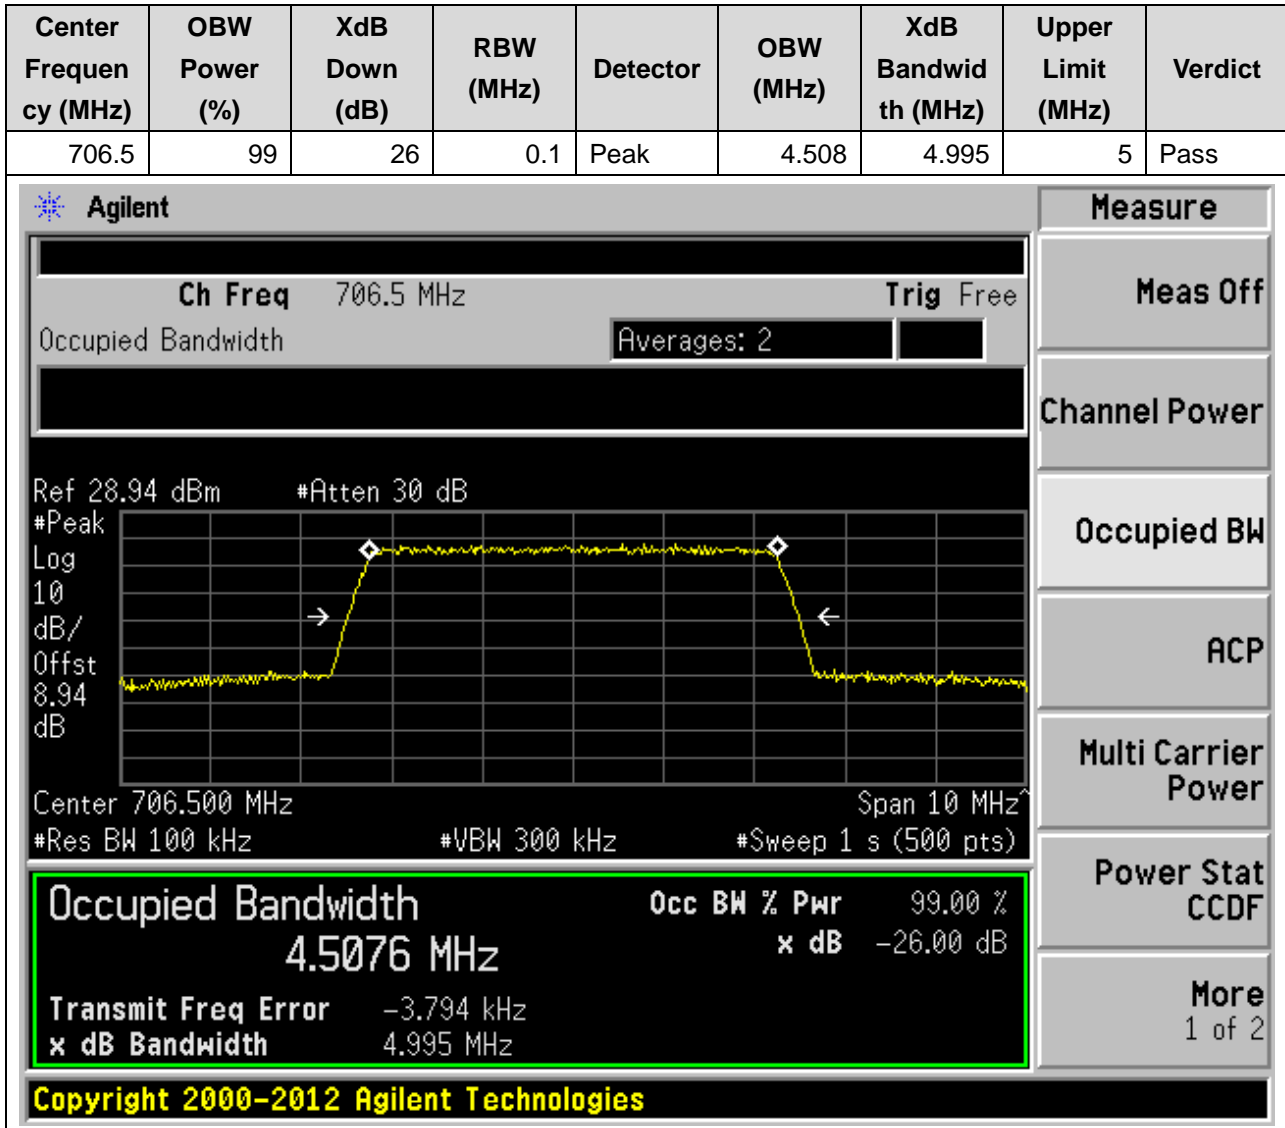 Center
Frequen
cy (MHz)
OBW
Power
(%)
XdB
Down
(dB)
RBW
(MHz)
Detector
OBW
(MHz)
XdB
Bandwid
th (MHz)
Upper
Limit
(MHz)
Verdict
706.5 99 26 0.1 Peak 4.508 4.995 5 Pass
Agilent
Ch Freq 706.5 MHz Trig Free
Occupied Bandwidth Averages: 2
Ref 28.94 dBm #Atten 30 dB
#Peak
Log
10
dB/
Offst
8.94
dB
Center 706.500 MHz Span 10 MHz^
#Res BW 100 kHz #VBW 300 kHz #Sweep 1 s (500 pts)
Occupied Bandwidth Occ BW % Pwr 99.00 %
4.5076 MHz x dB -26.00 dB
Transmit Freq Error -3.794 kHz
x dB Bandwidth 4.995 MHz
Copyright 2000-2012 Agilent Technologies
Measure
Meas Off
Channel Power
Occupied BW
ACP
Multi Carrier
Power
Power Stat
CCDF
More
1 of 2